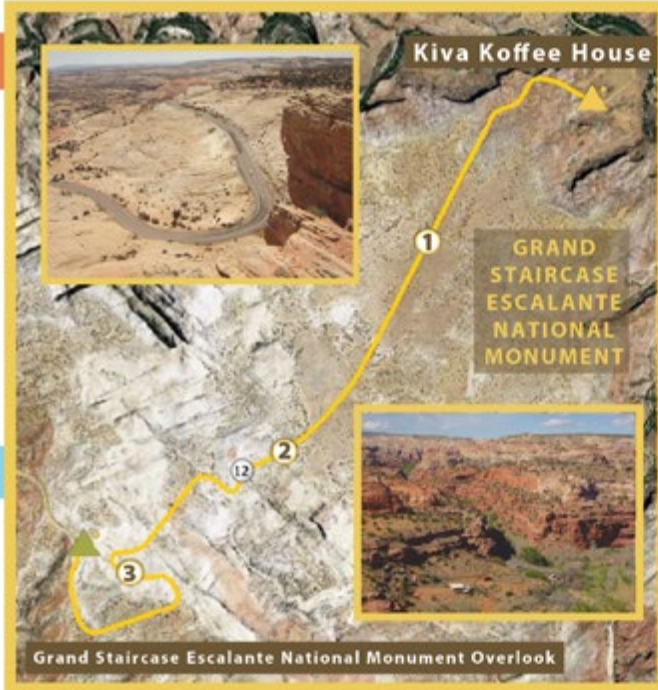 Kiva Koffee House
1
GRAND
STAIRCASE
ESCALANTE
NATIONAL
MONUMENT
2
12
3
Grand Staircase Escalante National Monument Overlook